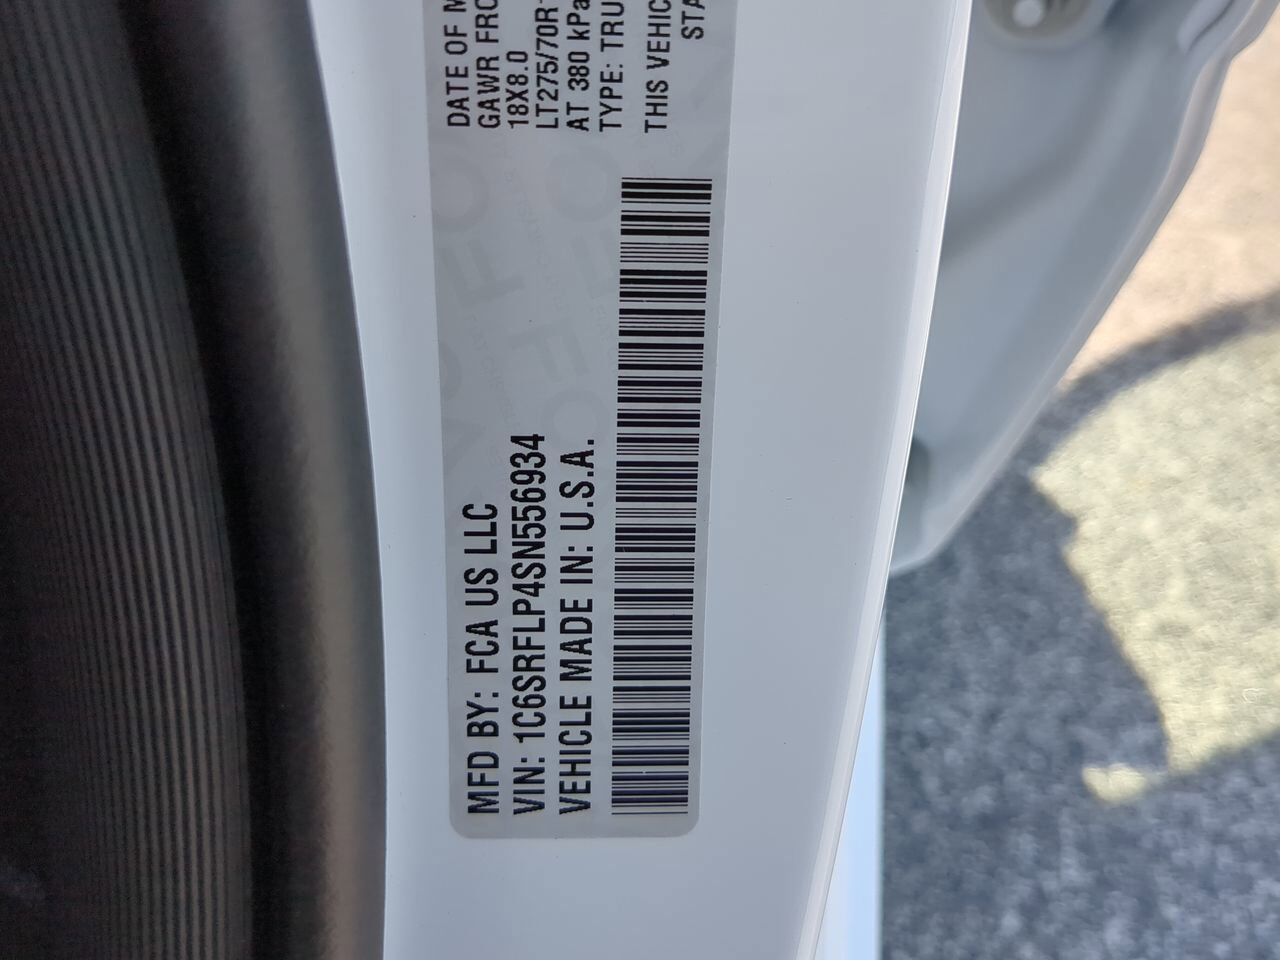 MFD BY: FCA US LLC
VIN: 1C6SRFLP4SN556934
VEHICLE MADE IN: U.S.A.
DATE OF M
GAWR FRO
18X8.0
LT275/70R1
AT 380 kPa
TYPE: TRU
THIS VEHIC
STA